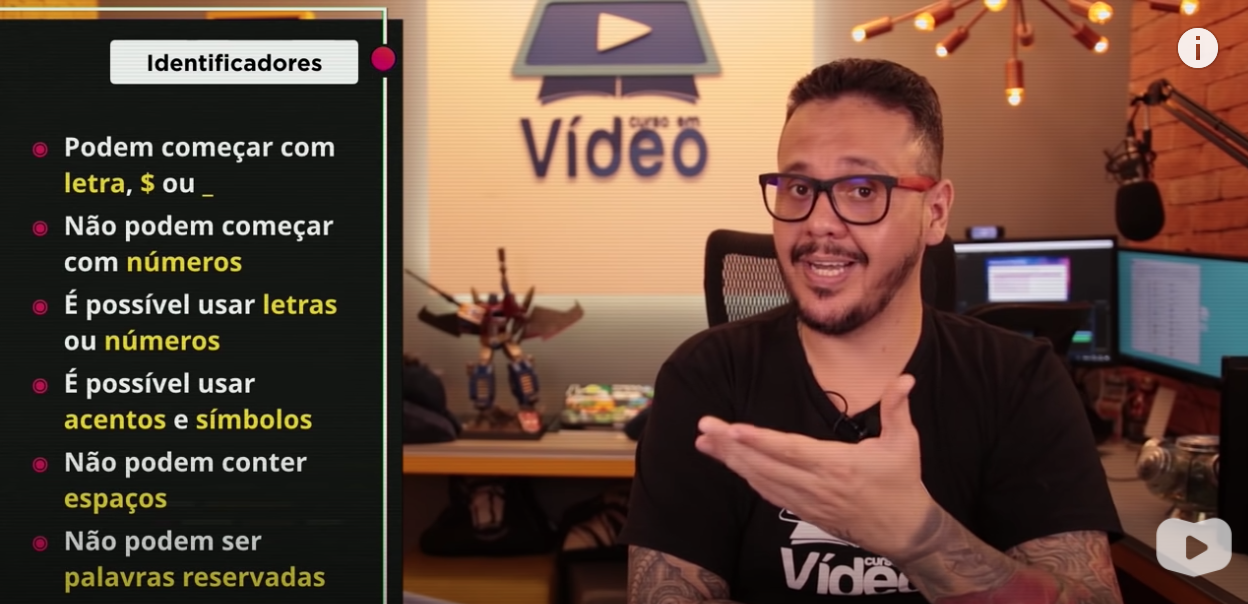 Identificadores
Podem começar com
letra, $ ou _
Não podem começar
com números
É possível usar letras
ou números
É possível usar
acentos e símbolos
Não podem conter
espaços
Não podem ser
palavras reservadas
curso em
Vídeo
curs
Vídeo